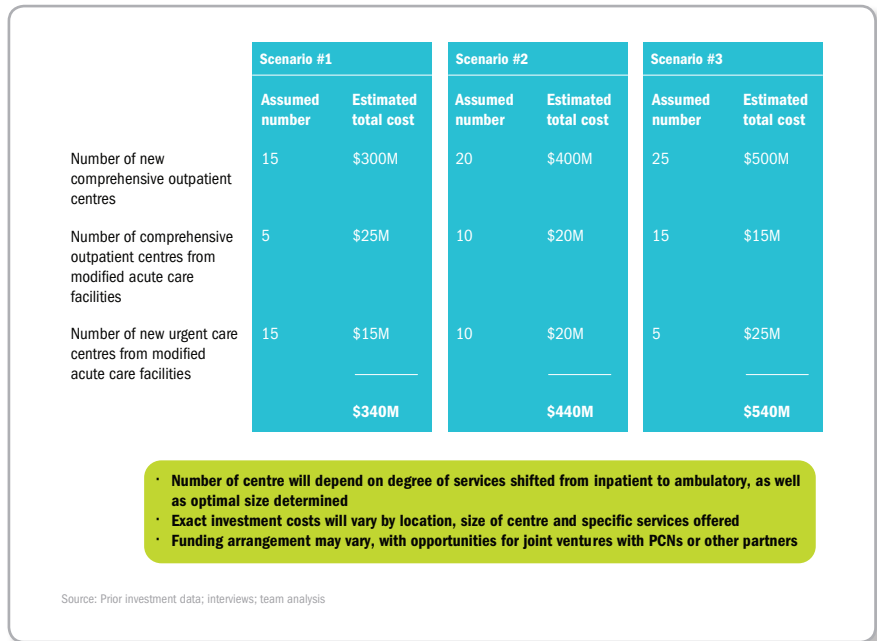 Scenario #1 Scenario #2 Scenario #3
Assumed Estimated Assumed Estimated Assumed Estimated
number total cost number total cost number total cost
Number of new 15 $300M 20 $400M 25 $500M
comprehensive outpatient
centres
Number of comprehensive 5 $25M 10 $20M 15 $15M
outpatient centres from
modified acute care
facilities
Number of new urgent care 15 $15M 10 $20M 5 $25M
centres from modified
acute care facilities
$340M $440M $540M
· Number of centre will depend on degree of services shifted from inpatient to ambulatory, as well
as optimal size determined
· Exact investment costs will vary by location, size of centre and specific services offered
· Funding arrangement may vary, with opportunities for joint ventures with PCNs or other partners
Source: Prior investment data; interviews; team analysis